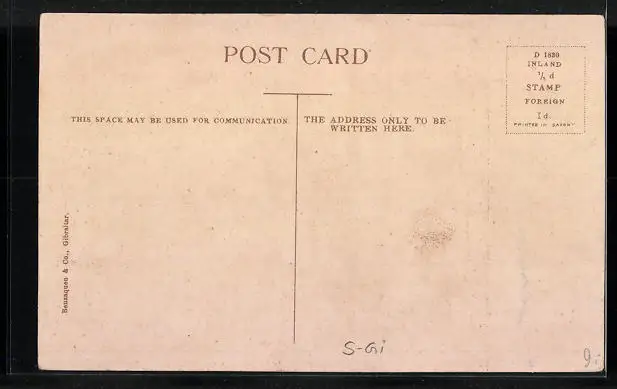 POST CARD
D 1830
INLAND
½ d
STAMP
FOREIGN
1d.
PRINTED IN SAXONY
THIS SPACE MAY BE USED FOR COMMUNICATION
THE ADDRESS ONLY TO BE
WRITTEN HERE.
Benzaquen & Co., Gibraltar.
S-Gi